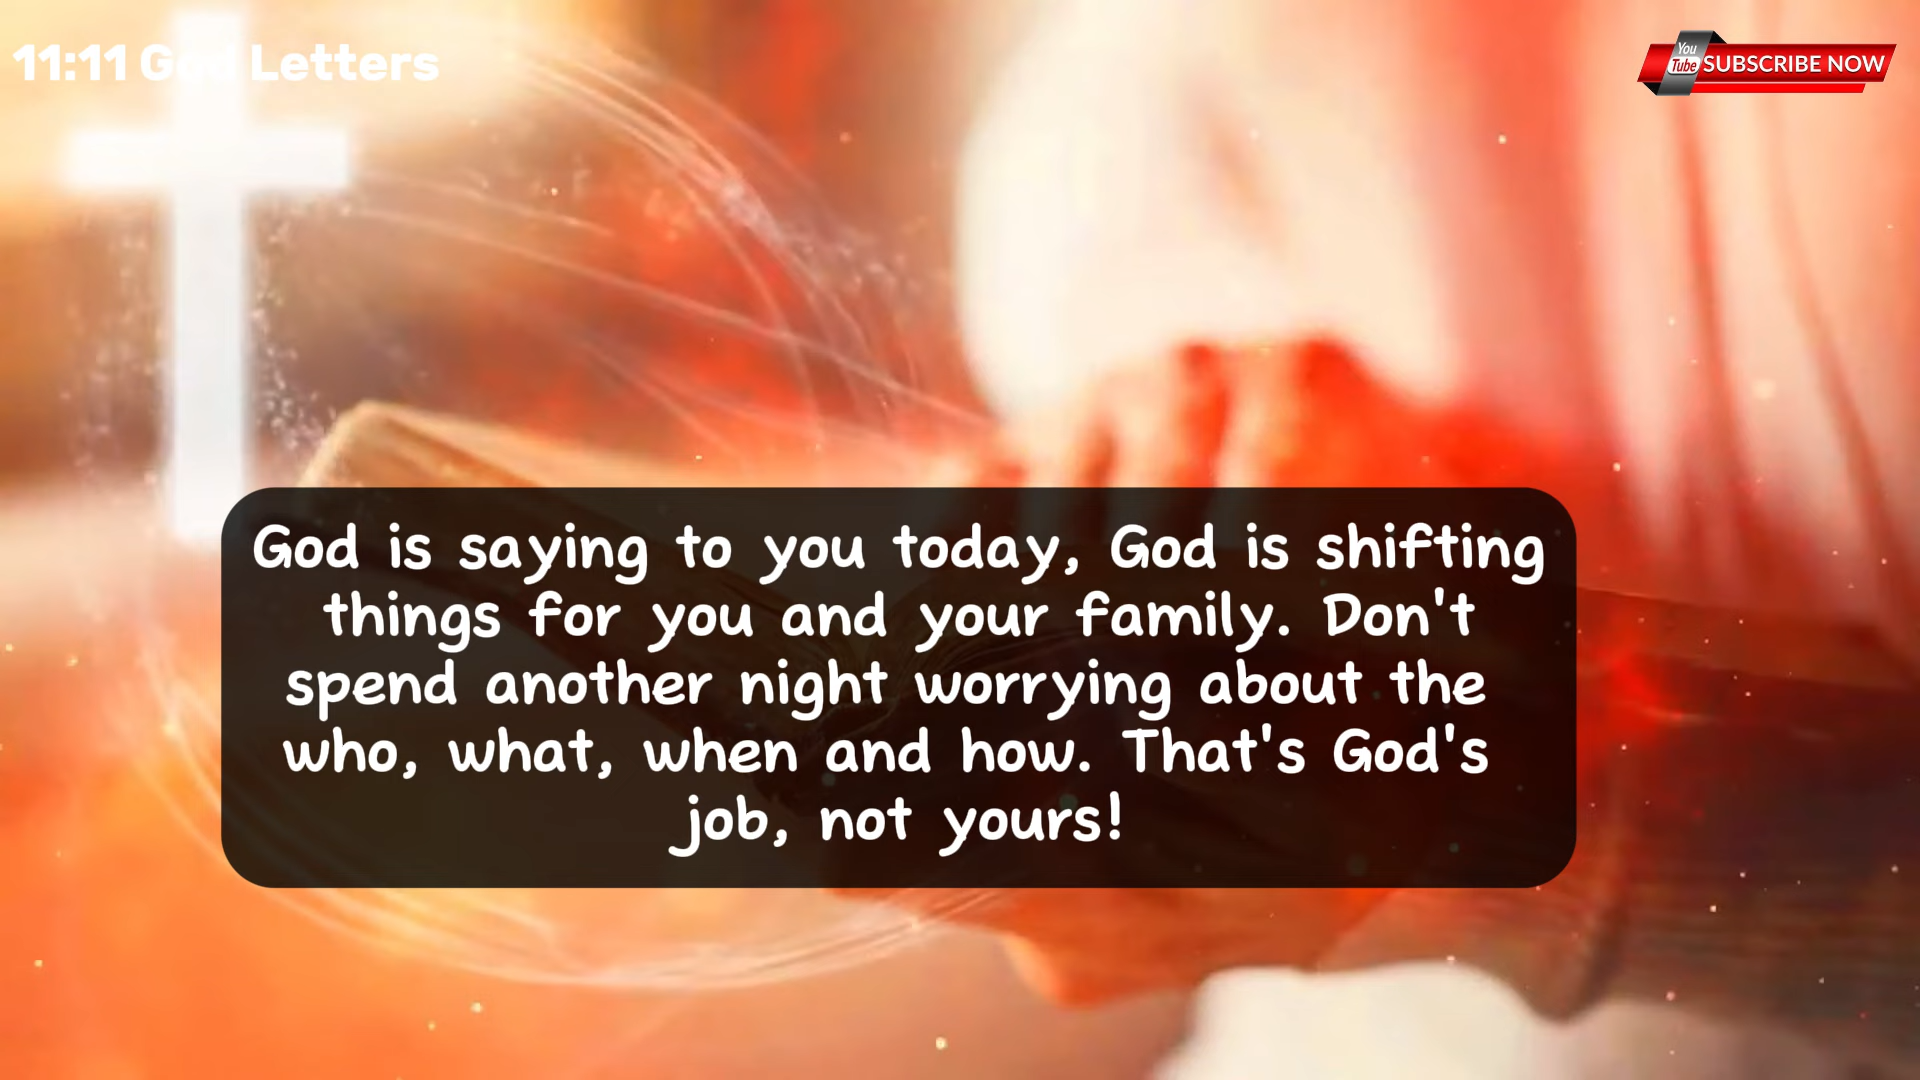 11:11 God Letters
You
Tube
SUBSCRIBE NOW
God is saying to you today, God is shifting
things for you and your family. Don't
spend another night worrying about the
who, what, when and how. That's God's
job, not yours!